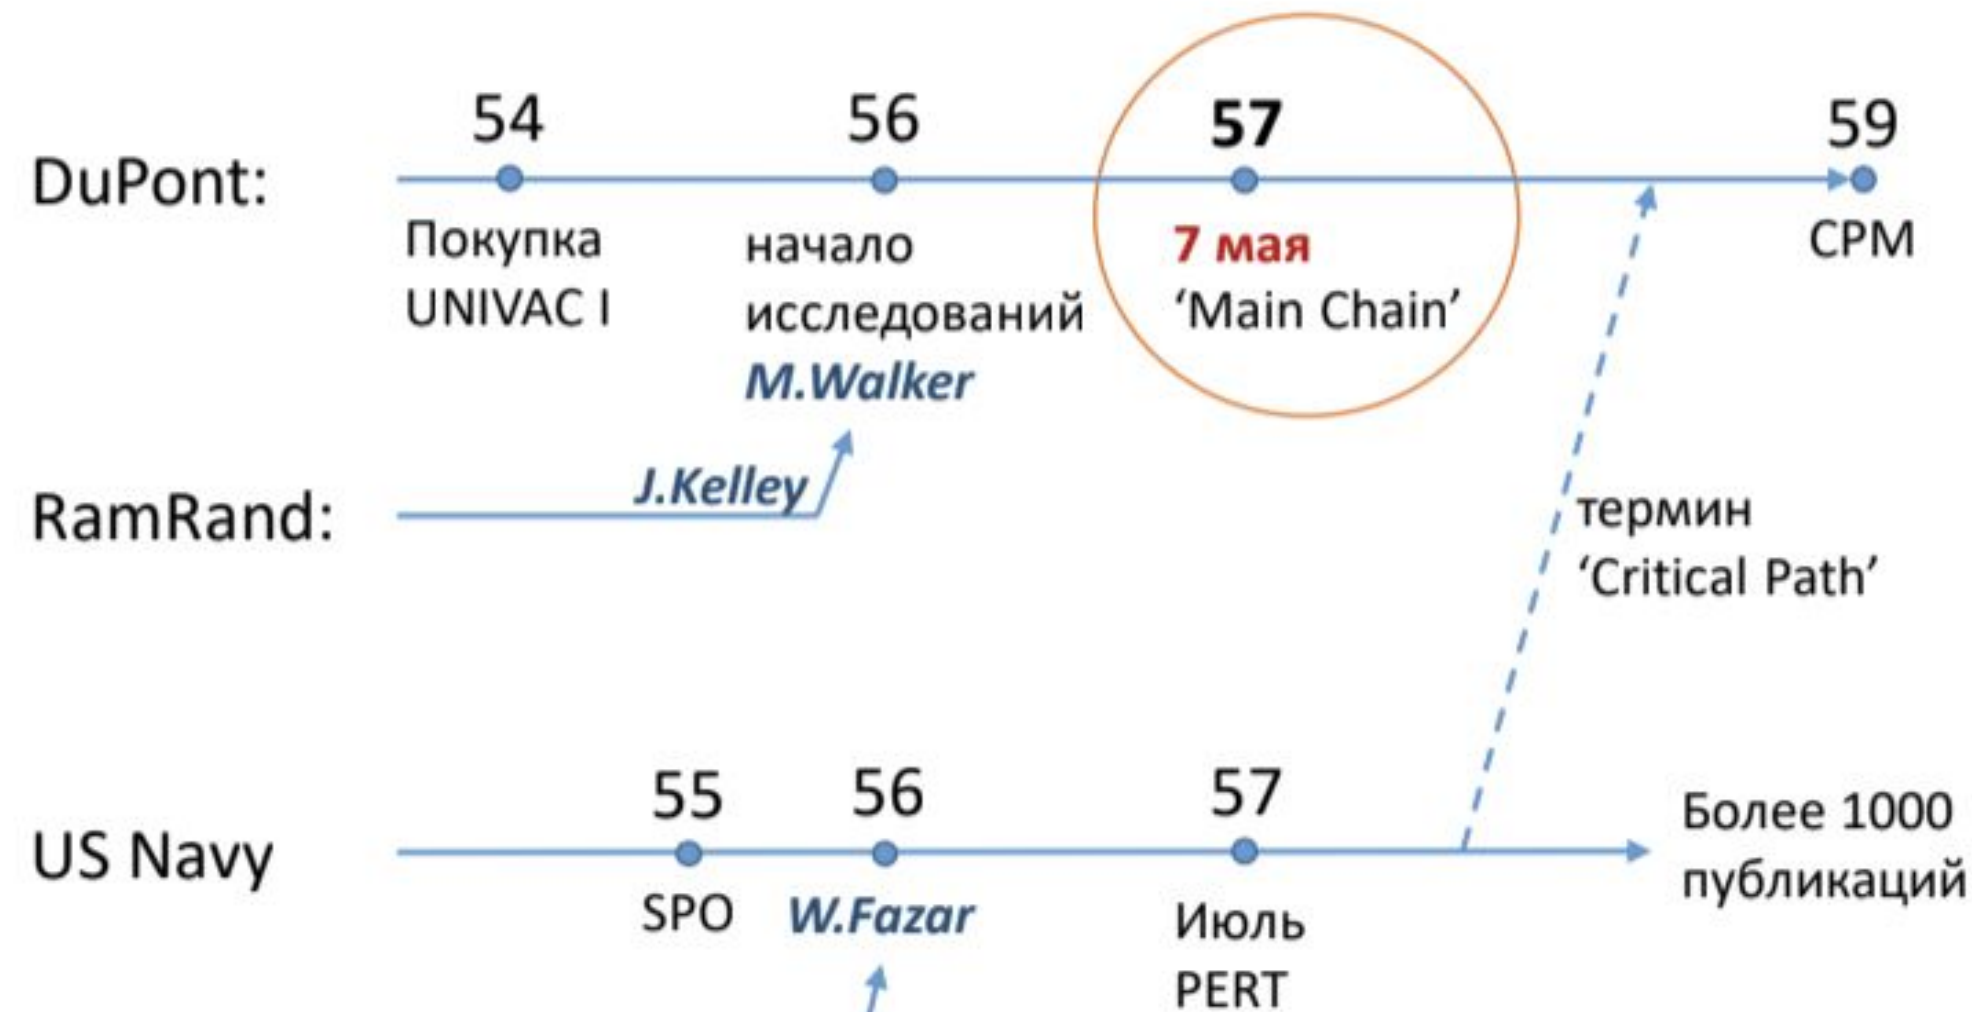 54 56 57 59
DuPont:
Покупка
UNIVAC I
начало
исследований
M.Walker
7 мая
‘Main Chain’
CPM
RamRand:
J.Kelley
термин
‘Critical Path’
55 56 57
US Navy
SPO
W.Fazar
Июль
PERT
Более 1000
публикаций